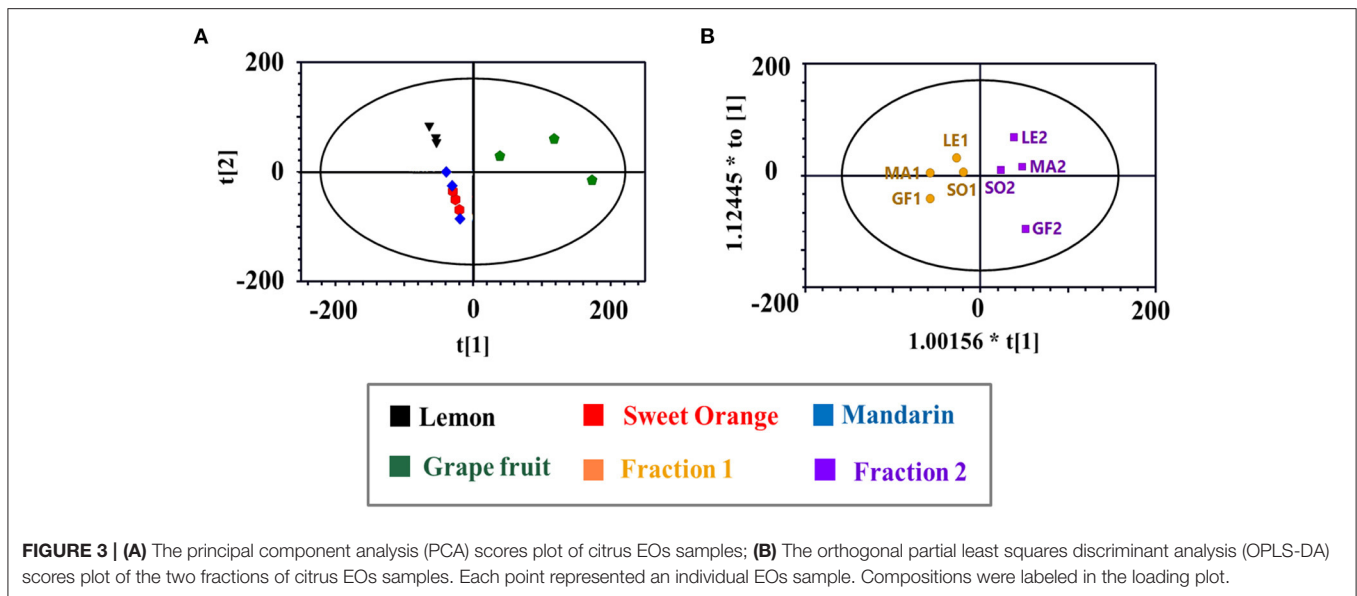 A
B
200
0
-200
t[2]
-200
0
200
t[1]
200
0
-200
1.12445 * to [1]
LE1
MA1
SO1
GF1
LE2
MA2
SO2
GF2
0
200
1.00156 * t[1]
Lemon
Sweet Orange
Mandarin
Grape fruit
Fraction 1
Fraction 2
FIGURE 3 | (A) The principal component analysis (PCA) scores plot of citrus EOs samples; (B) The orthogonal partial least squares discriminant analysis (OPLS-DA)
scores plot of the two fractions of citrus EOs samples. Each point represented an individual EOs sample. Compositions were labeled in the loading plot.